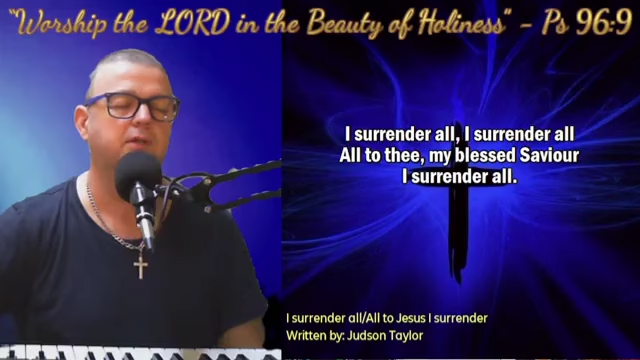 "Worship the LORD in the Beauty of Holiness" - Ps 96:9
I surrender all, I surrender all
All to thee, my blessed Saviour
I surrender all.
I surrender all/All to Jesus I surrender
Written by: Judson Taylor